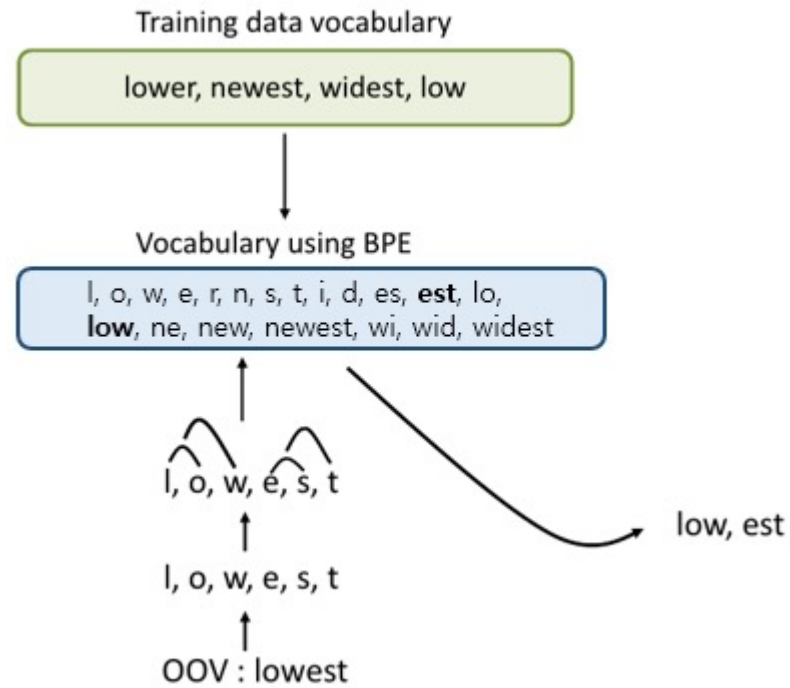 Training data vocabulary
lower, newest, widest, low
Vocabulary using BPE
l, o, w, e, r, n, s, t, i, d, es, est, lo,
low, ne, new, newest, wi, wid, widest
l, o, w, e, s, t
low, est
l, o, w, e, s, t
OOV : lowest